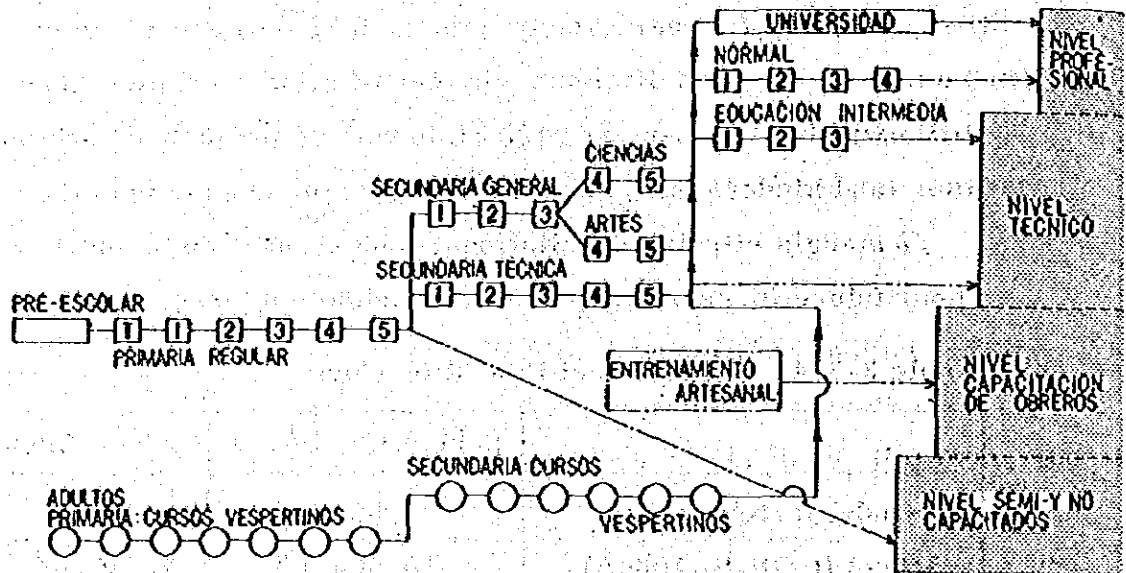 UNIVERSIDAD
NIVEL
PROFE-
SIONAL
NORMAL
1 2 3 4
EDUCACION INTERMEDIA
1 2 3
CIENCIAS
4 5
SECUNDARIA GENERAL
1 2 3
ARTES
4 5
NIVEL
TECNICO
SECUNDARIA TECNICA
1 2 3 4 5
PRE-ESCOLAR
1 2 3 4 5
PRIMARIA REGULAR
ENTRENAMIENTO
ARTESANAL
NIVEL
CAPACITACION
DE OBREROS
SECUNDARIA: CURSOS
VESPERTINOS
ADULTOS
PRIMARIA: CURSOS VESPERTINOS
NIVEL SEMI-Y NO
CAPACITADOS